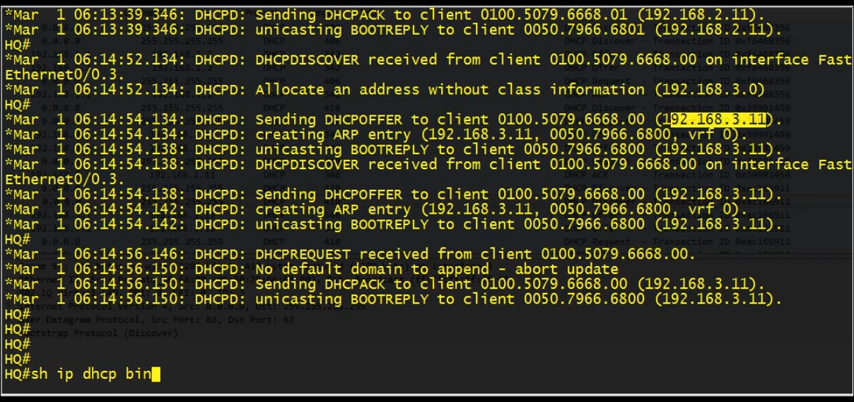 *Mar  1 06:13:39.346: DHCPD: Sending DHCPACK to client 0100.5079.6668.01 (192.168.2.11).
*Mar  1 06:13:39.346: DHCPD: unicasting BOOTREPLY to client 0050.7966.6801 (192.168.2.11).
HQ#
*Mar  1 06:14:52.134: DHCPD: DHCPDISCOVER received from client 0100.5079.6668.00 on interface Fast
Ethernet0/0.3.
*Mar  1 06:14:52.134: DHCPD: Allocate an address without class information (192.168.3.0)
HQ#
*Mar  1 06:14:54.134: DHCPD: Sending DHCPOFFER to client 0100.5079.6668.00 (192.168.3.11).
*Mar  1 06:14:54.134: DHCPD: creating ARP entry (192.168.3.11, 0050.7966.6800, vrf 0).
*Mar  1 06:14:54.138: DHCPD: unicasting BOOTREPLY to client 0050.7966.6800 (192.168.3.11).
*Mar  1 06:14:54.138: DHCPD: DHCPDISCOVER received from client 0100.5079.6668.00 on interface Fast
Ethernet0/0.3.
*Mar  1 06:14:54.138: DHCPD: Sending DHCPOFFER to client 0100.5079.6668.00 (192.168.3.11).
*Mar  1 06:14:54.142: DHCPD: creating ARP entry (192.168.3.11, 0050.7966.6800, vrf 0).
*Mar  1 06:14:54.142: DHCPD: unicasting BOOTREPLY to client 0050.7966.6800 (192.168.3.11).
HQ#
*Mar  1 06:14:56.146: DHCPD: DHCPREQUEST received from client 0100.5079.6668.00.
*Mar  1 06:14:56.150: DHCPD: No default domain to append - abort update
*Mar  1 06:14:56.150: DHCPD: Sending DHCPACK to client 0100.5079.6668.00 (192.168.3.11).
*Mar  1 06:14:56.150: DHCPD: unicasting BOOTREPLY to client 0050.7966.6800 (192.168.3.11).
HQ#
HQ#
HQ#
HQ#
HQ#sh ip dhcp bin